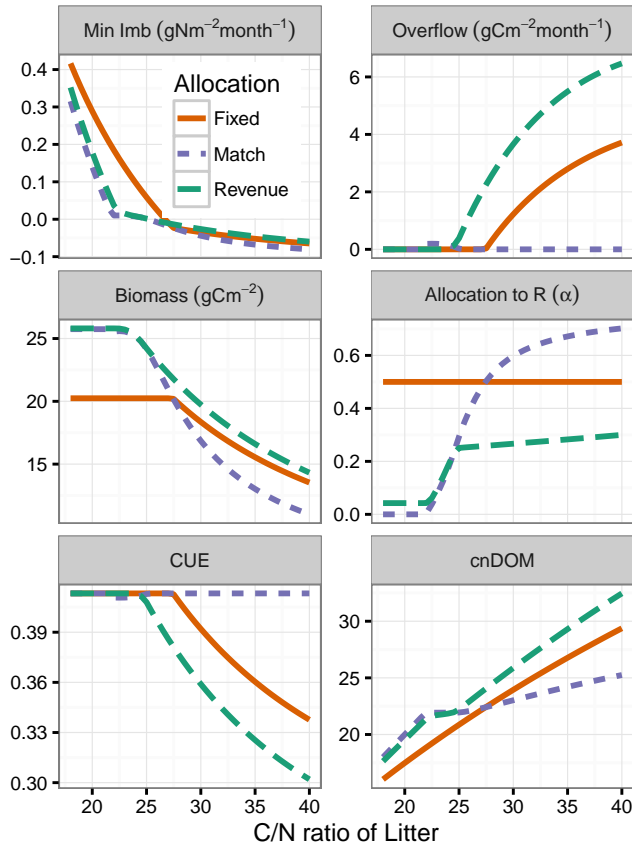 Min Imb (gNm⁻²month⁻¹)
Overflow (gCm⁻²month⁻¹)
0.4
0.3
0.2
0.1
0.0
−0.1
Allocation
Fixed
Match
Revenue
6
4
2
0
Biomass (gCm⁻²)
Allocation to R (α)
25
20
15
0.6
0.4
0.2
0.0
CUE
cnDOM
0.39
0.36
0.33
0.30
30
25
20
20 25 30 35 40
20 25 30 35 40
C/N ratio of Litter